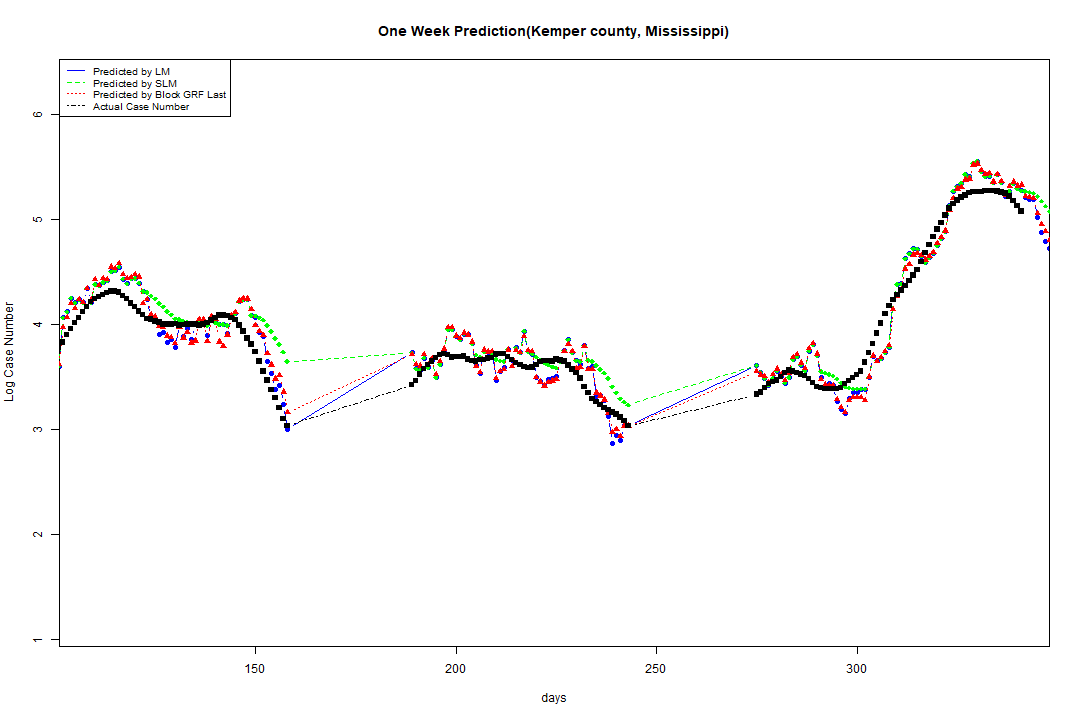 One Week Prediction(Kemper county, Mississippi)
Predicted by LM
Predicted by SLM
Predicted by Block GRF Last
Actual Case Number
Log Case Number
6
5
4
3
2
1
150 200 250 300
days